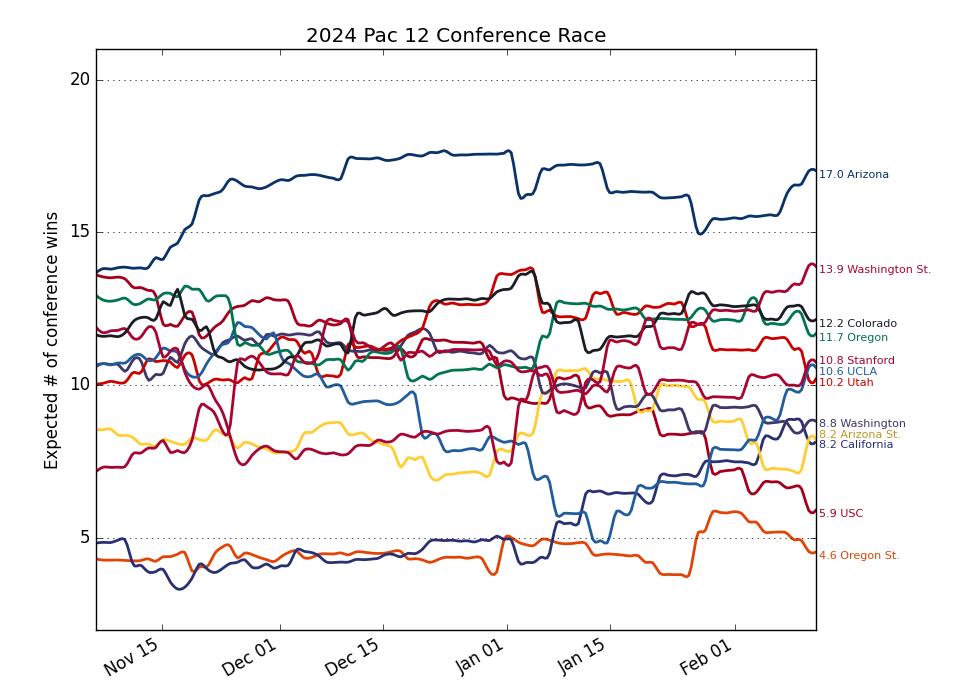 2024 Pac 12 Conference Race
Expected # of conference wins
20
15
10
5
Nov 15
Dec 01
Dec 15
Jan 01
Jan 15
Feb 01
17.0 Arizona
13.9 Washington St.
12.2 Colorado
11.7 Oregon
10.8 Stanford
10.6 UCLA
10.2 Utah
8.8 Washington
8.2 Arizona St.
8.2 California
5.9 USC
4.6 Oregon St.